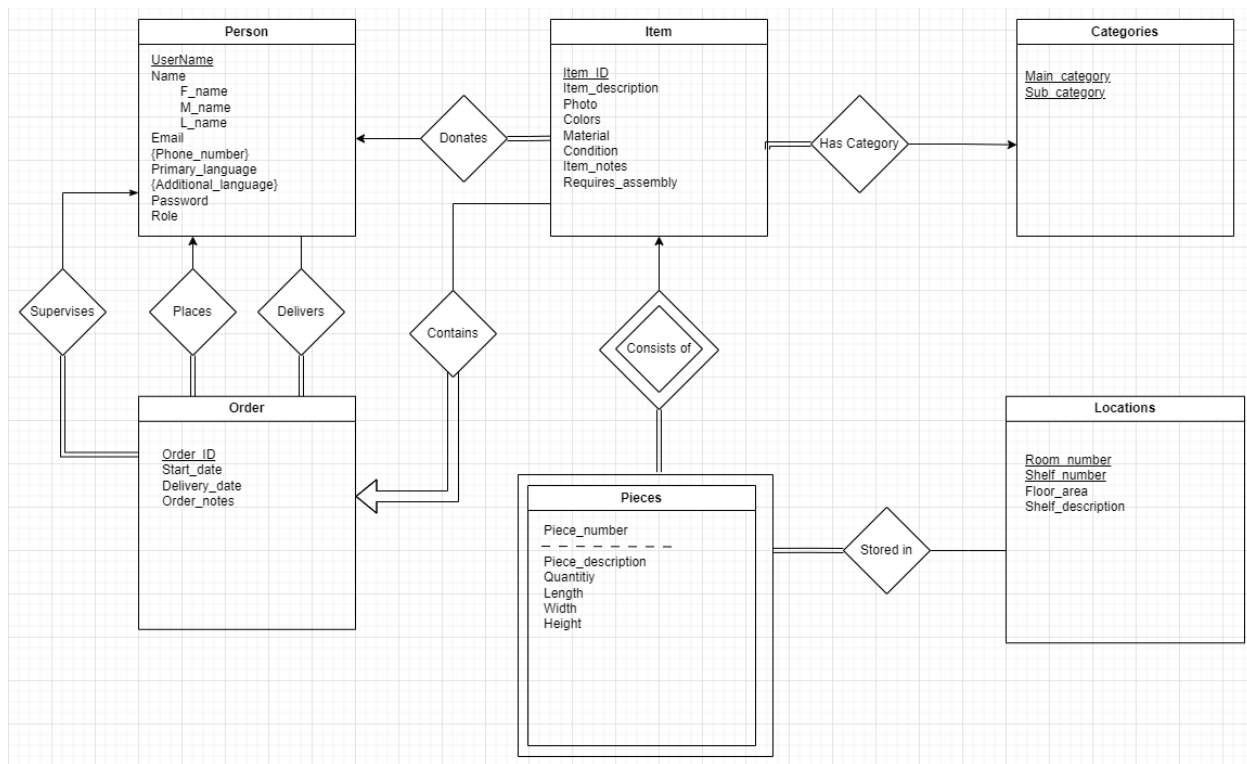 Person
UserName
Name
F_name
M_name
L_name
Email
{Phone_number}
Primary_language
{Additional_language}
Password
Role
Donates
Item
Item_ID
Item_description
Photo
Colors
Material
Condition
Item_notes
Requires_assembly
Has Category
Categories
Main_category
Sub_category
Supervises
Places
Delivers
Contains
Consists of
Order
Order_ID
Start_date
Delivery_date
Order_notes
Pieces
Piece_number
Piece_description
Quantitiy
Length
Width
Height
Stored in
Locations
Room_number
Shelf_number
Floor_area
Shelf_description